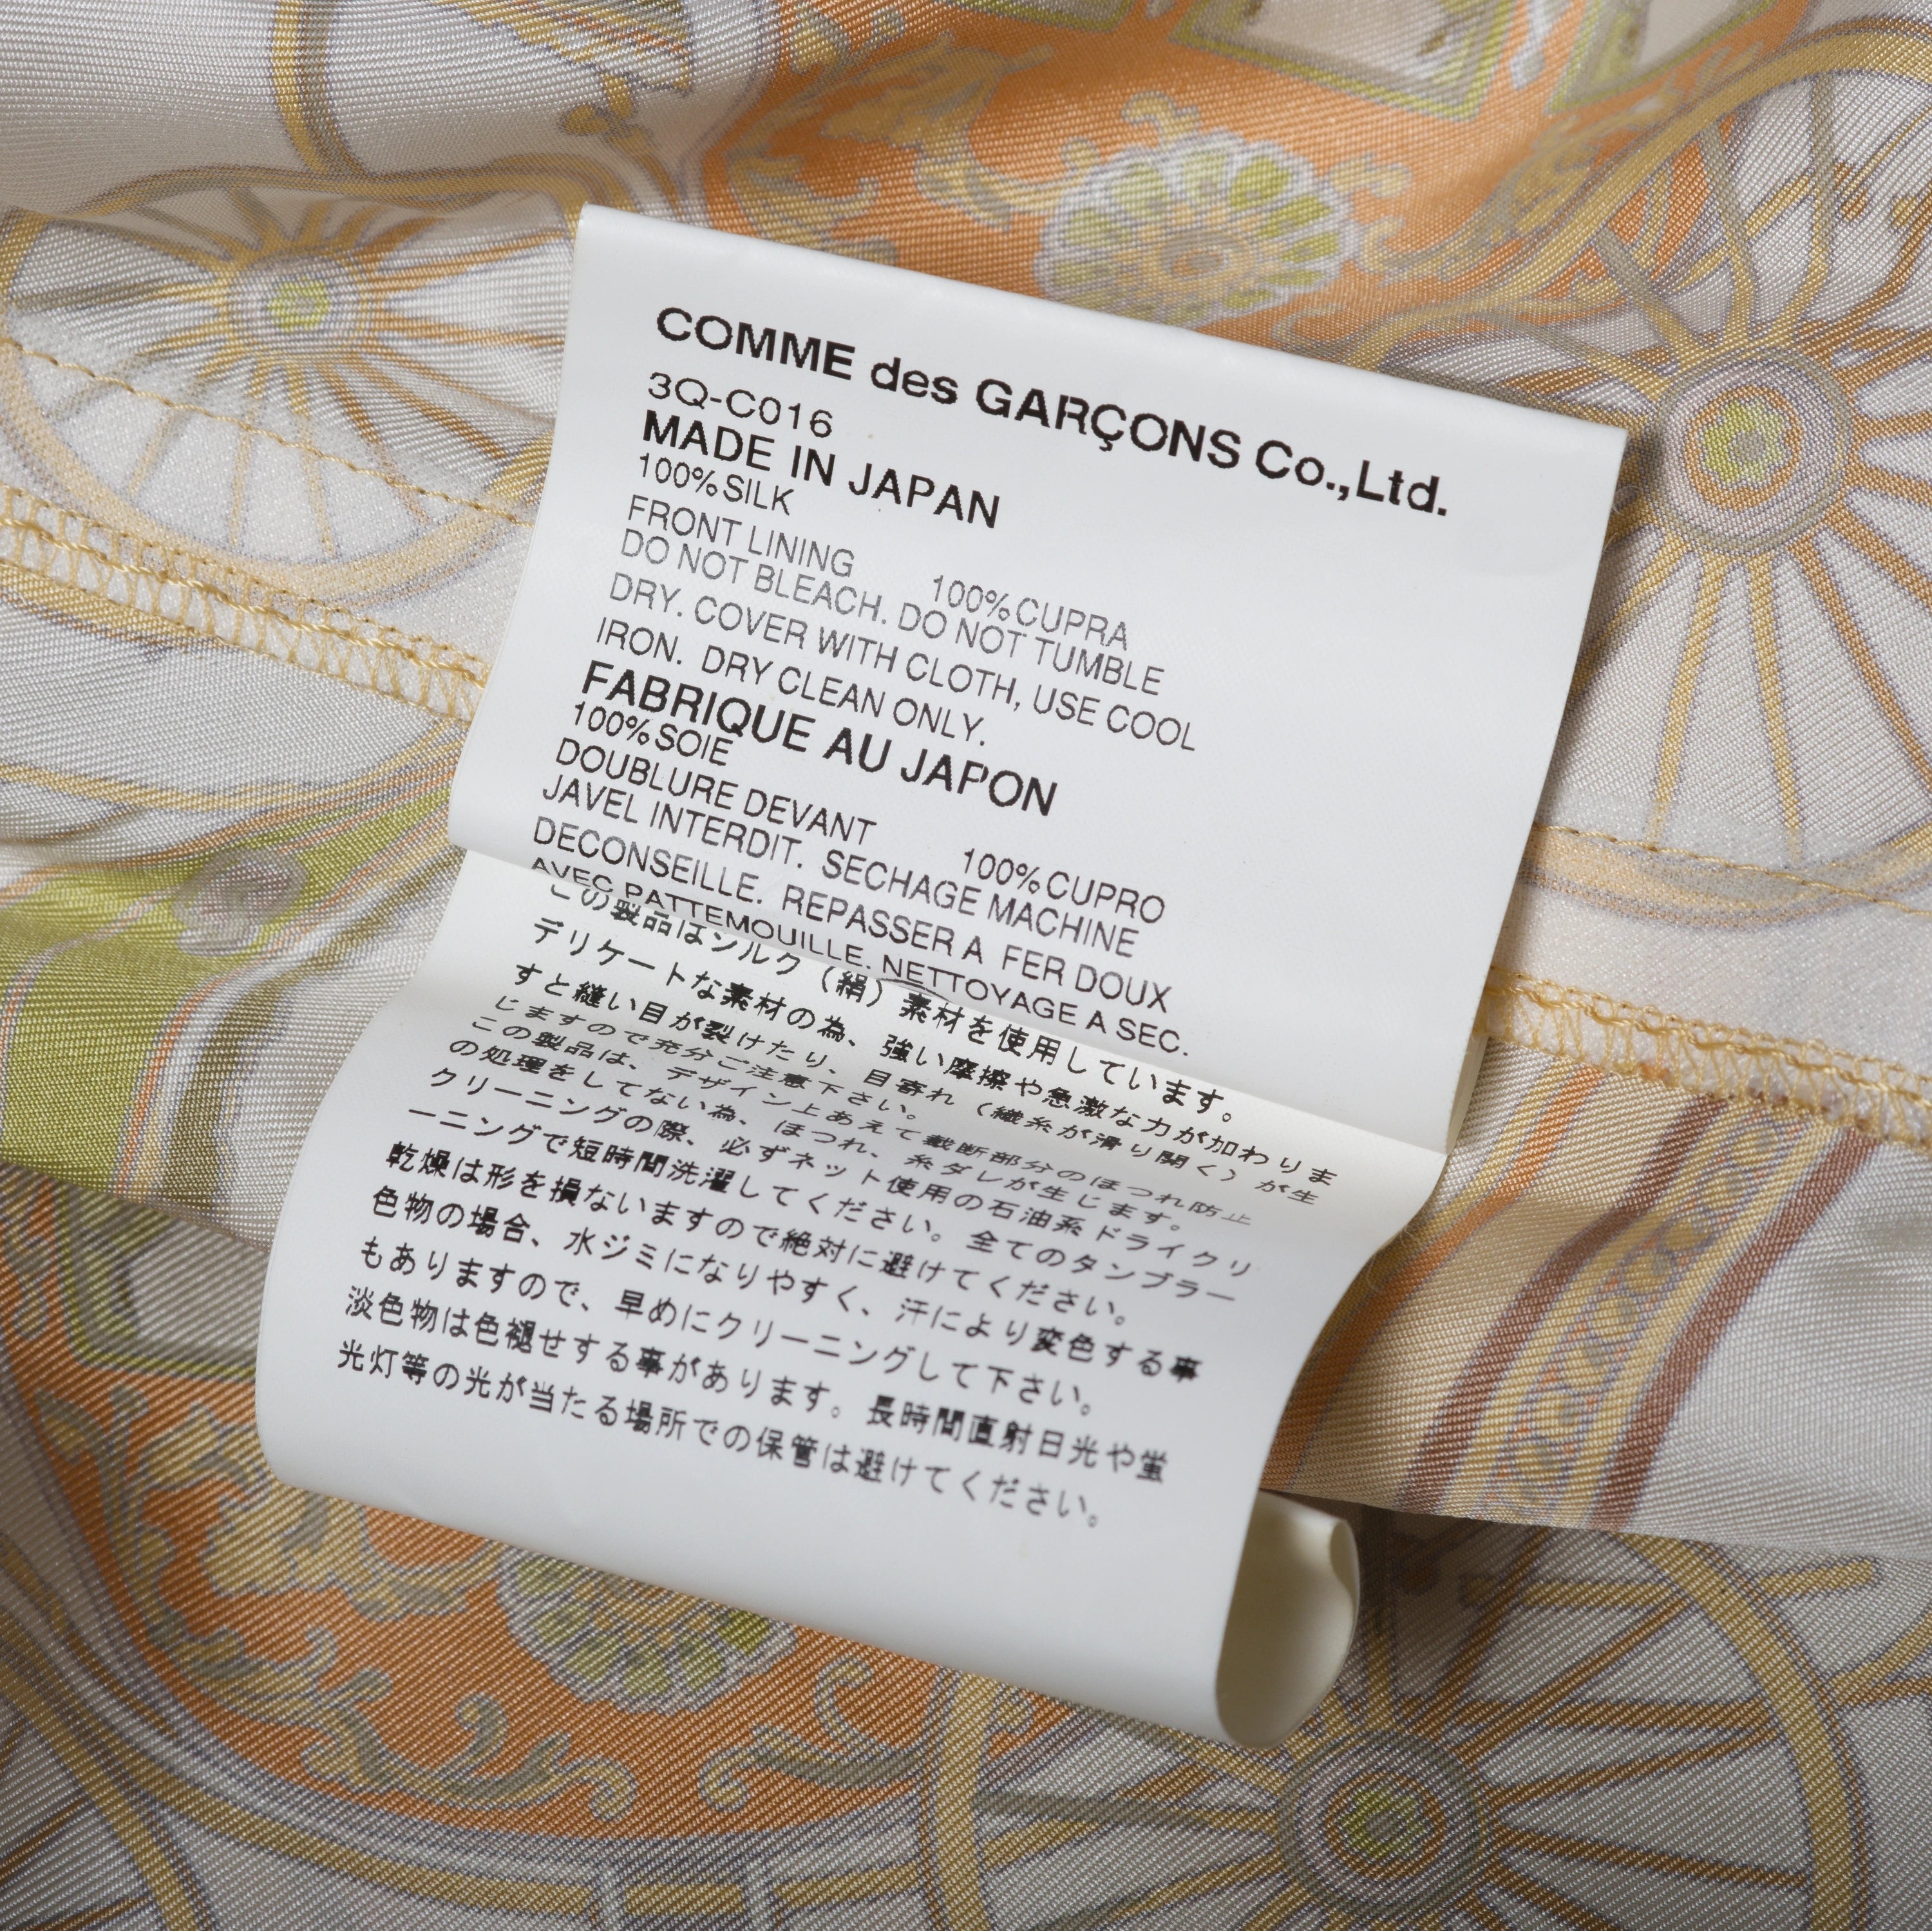 COMME des GARÇONS Co.,Ltd.
3Q-C016
MADE IN JAPAN
100%SILK
FRONT LINING
100%CUPRA
DO NOT BLEACH. DO NOT TUMBLE
DRY. COVER WITH CLOTH, USE COOL
IRON. DRY CLEAN ONLY.
FABRIQUE AU JAPON
100%SOIE
DOUBLURE DEVANT
100%CUPRO
JAVEL INTERDIT. SECHAGE MACHINE
DECONSEILLE. REPASSER A FER DOUX
AVEC PATTEMOUILLE. NETTOYAGE A SEC.
この製品はシルク（絹）素材を使用しています。
デリケートな素材の為、強い摩擦や急激な力が加わりま
すと縫い目が裂けたり、目寄れ（繊糸が滑り開く）が生
じますので充分ご注意下さい。
この製品は、デザイン上あえて裁断部分のほつれ防止
の処理をしてない為、ほつれ、糸ダレが生じます。
クリーニングの際、必ずネット使用の石油系ドライクリ
ーニングで短時間洗濯してください。全てのタンブラー
乾燥は形を損ないますので絶対に避けてください。
色物の場合、水ジミになりやすく、汗により変色する事
もありますので、早めにクリーニングして下さい。
淡色物は色褪せする事があります。長時間直射日光や蛍
光灯等の光が当たる場所での保管は避けてください。